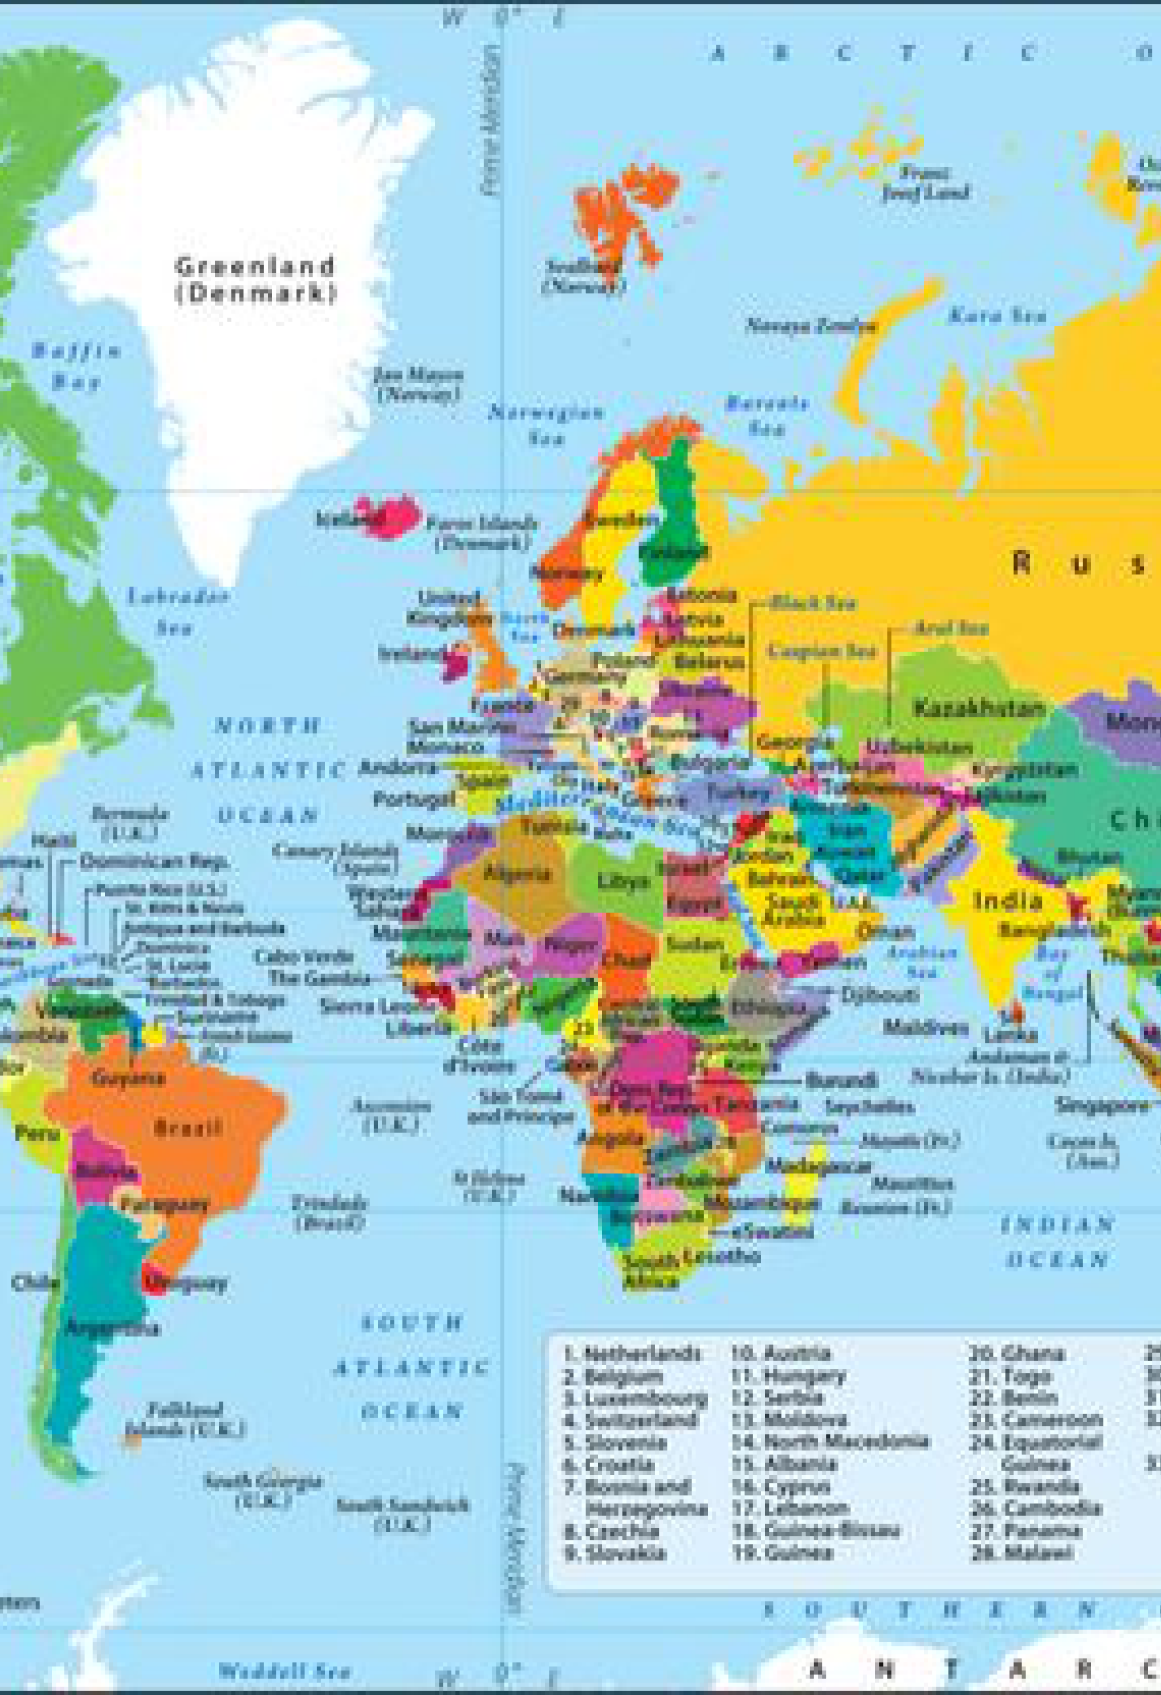 W 0° E
A R C T I C O
Prime Meridian
Franz
Josef Land
Greenland
(Denmark)
Svalbard
(Norway)
Novaya Zemlya
Kara Sea
Baffin
Bay
Jan Mayen
(Norway)
Norwegian
Sea
Barents
Sea
Iceland
Faroe Islands
(Denmark)
Sweden
Finland
Norway
R u s
Labrador
Sea
United
Kingdom
North
Sea
Denmark
Estonia
Latvia
Lithuania
Black Sea
Aral Sea
Caspian Sea
Ireland
Poland
Belarus
Germany
Ukraine
France
Kazakhstan
Mong
NORTH
ATLANTIC
OCEAN
San Marino
Monaco
Romania
Georgia
Uzbekistan
Andorra
Spain
Italy
Bulgaria
Azerbaijan
Kyrgyzstan
Portugal
Greece
Turkey
Turkmenistan
Tajikistan
Armenia
Mediterranean Sea
Chi
Bermuda
(U.K.)
Haiti
Dominican Rep.
Puerto Rico (U.S.)
St. Kitts & Nevis
Antigua and Barbuda
Dominica
St. Lucia
Barbados
Grenada
Trinidad & Tobago
Canary Islands
(Spain)
Morocco
Tunisia
Malta
Iraq
Iran
Afghanistan
Jordan
Kuwait
Pakistan
Nepal
Bhutan
Algeria
Libya
Israel
Egypt
Bahrain
Qatar
Saudi
Arabia
U.A.E.
India
Western
Sahara
Mauritania
Mali
Niger
Chad
Sudan
Oman
Bangladesh
Cabo Verde
Senegal
The Gambia
Eritrea
Yemen
Arabian
Sea
Bay
of
Bengal
Sierra Leone
Liberia
Nigeria
Ethiopia
Djibouti
Maldives
Sri
Lanka
Venezuela
Suriname
French Guiana
(Fr.)
Guyana
Côte
d'Ivoire
Gabon
Uganda
Kenya
Andaman &
Nicobar Is. (India)
São Tomé
and Príncipe
Dem. Rep.
of the Congo
Burundi
Tanzania
Seychelles
Singapore
Peru
Brazil
Ascension
(U.K.)
Angola
Zambia
Comoros
Mayotte (Fr.)
Cocos Is.
(Aus.)
Bolivia
Paraguay
Trindade
(Brazil)
St Helena
(U.K.)
Namibia
Zimbabwe
Botswana
Mozambique
Madagascar
Mauritius
Reunion (Fr.)
eSwatini
Lesotho
South
Africa
INDIAN
OCEAN
Chile
Uruguay
Argentina
SOUTH
ATLANTIC
OCEAN
Falkland
Islands (U.K.)
South Georgia
(U.K.)
South Sandwich
(U.K.)
Prime Meridian
1. Netherlands
2. Belgium
3. Luxembourg
4. Switzerland
5. Slovenia
6. Croatia
7. Bosnia and
Herzegovina
8. Czechia
9. Slovakia
10. Austria
11. Hungary
12. Serbia
13. Moldova
14. North Macedonia
15. Albania
16. Cyprus
17. Lebanon
18. Guinea-Bissau
19. Guinea
20. Ghana
21. Togo
22. Benin
23. Cameroon
24. Equatorial
Guinea
25. Rwanda
26. Cambodia
27. Panama
28. Malawi
S O U T H E R N
Weddell Sea
W 0° E
A N T A R C